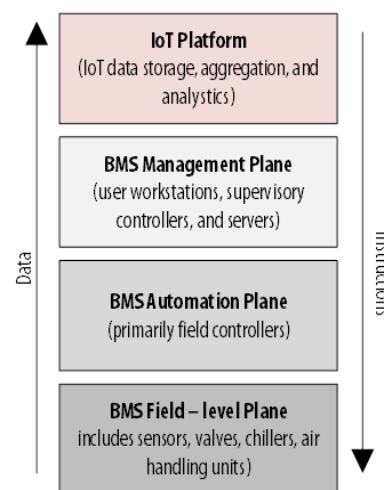 IoT Platform
(IoT data storage, aggregation, and
analystics)
BMS Management Plane
(user workstations, supervisory
controllers, and servers)
BMS Automation Plane
(primarily field controllers)
BMS Field – level Plane
includes sensors, valves, chillers, air
handling units)
Data
Instructions